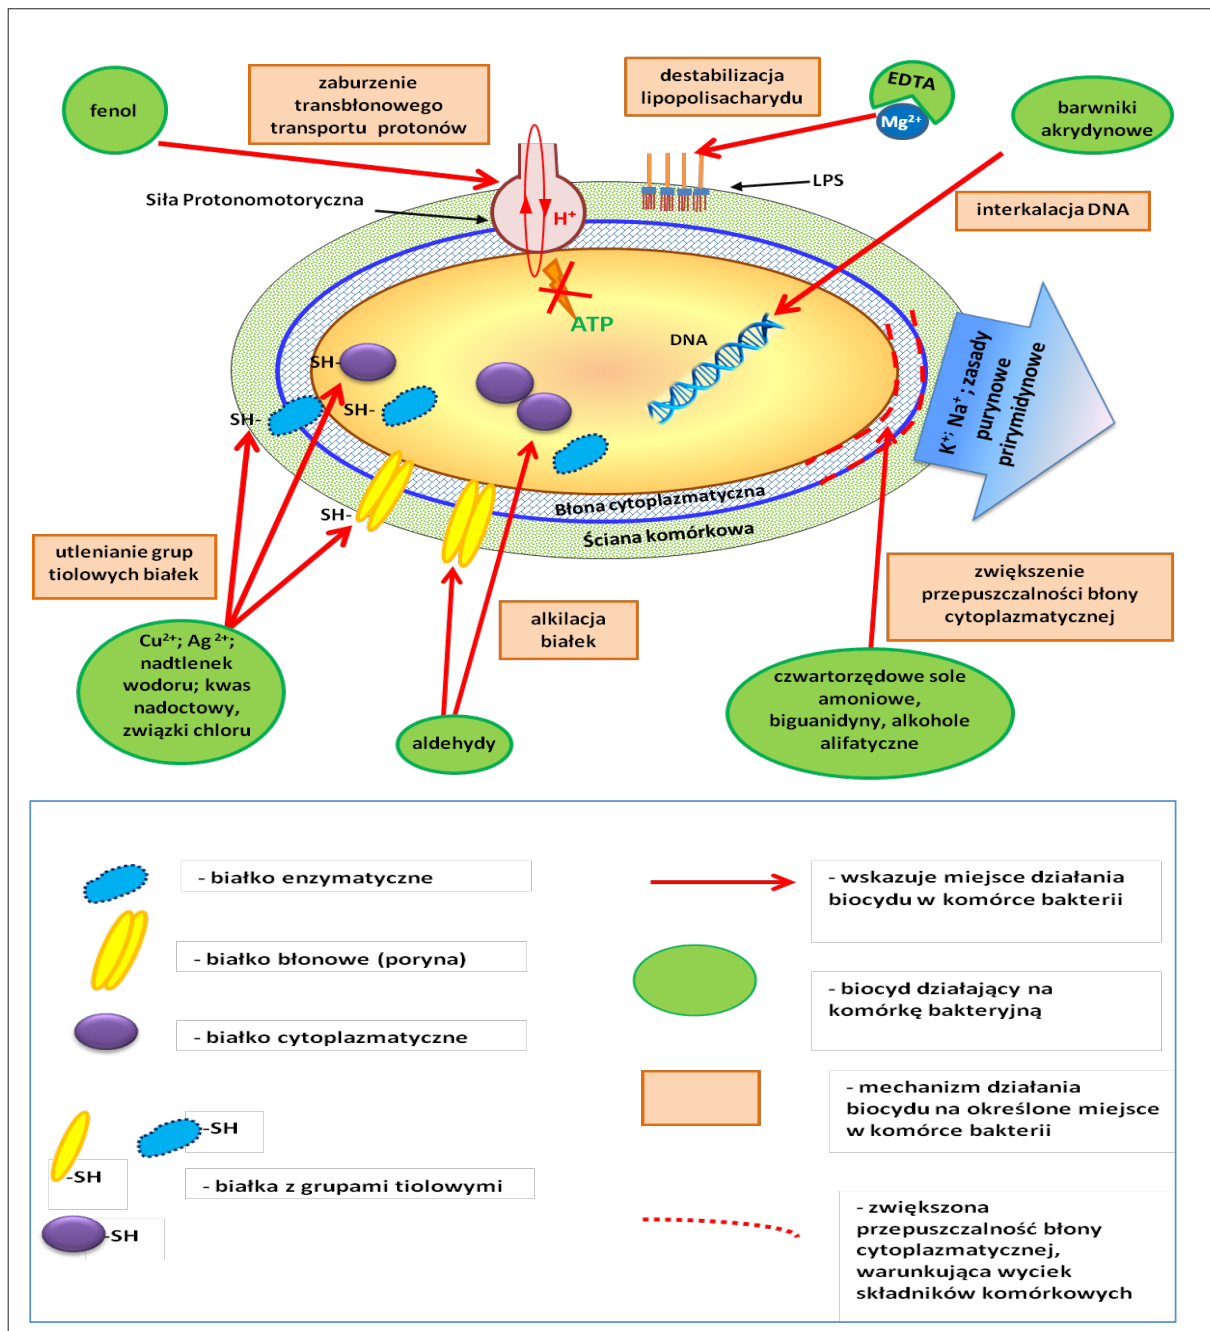 fenol
zaburzenie
transbłonowego
transportu protonów
destabilizacja
lipopolisacharydu
EDTA
Mg²⁺
barwniki
akrydynowe
Siła Protonomotoryczna
H⁺
LPS
interkalacja DNA
ATP
DNA
SH-
SH-
SH-
SH-
K⁺; Na⁺; zasady
purynowe
prirymidynowe
Błona cytoplazmatyczna
Ściana komórkowa
utlenianie grup
tiolowych białek
alkilacja
białek
zwiększenie
przepuszczalności błony
cytoplazmatycznej
Cu²⁺; Ag²⁺;
nadtlenek
wodoru; kwas
nadoctowy,
związki chloru
aldehydy
czwartorzędowe sole
amoniowe,
biguanidyny, alkohole
alifatyczne
- białko enzymatyczne
- białko błonowe (poryna)
- białko cytoplazmatyczne
-SH
-SH
- białka z grupami tiolowymi
-SH
- wskazuje miejsce działania
biocydu w komórce bakterii
- biocyd działający na
komórkę bakteryjną
- mechanizm działania
biocydu na określone miejsce
w komórce bakterii
- zwiększona
przepuszczalność błony
cytoplazmatycznej,
warunkująca wyciek
składników komórkowych